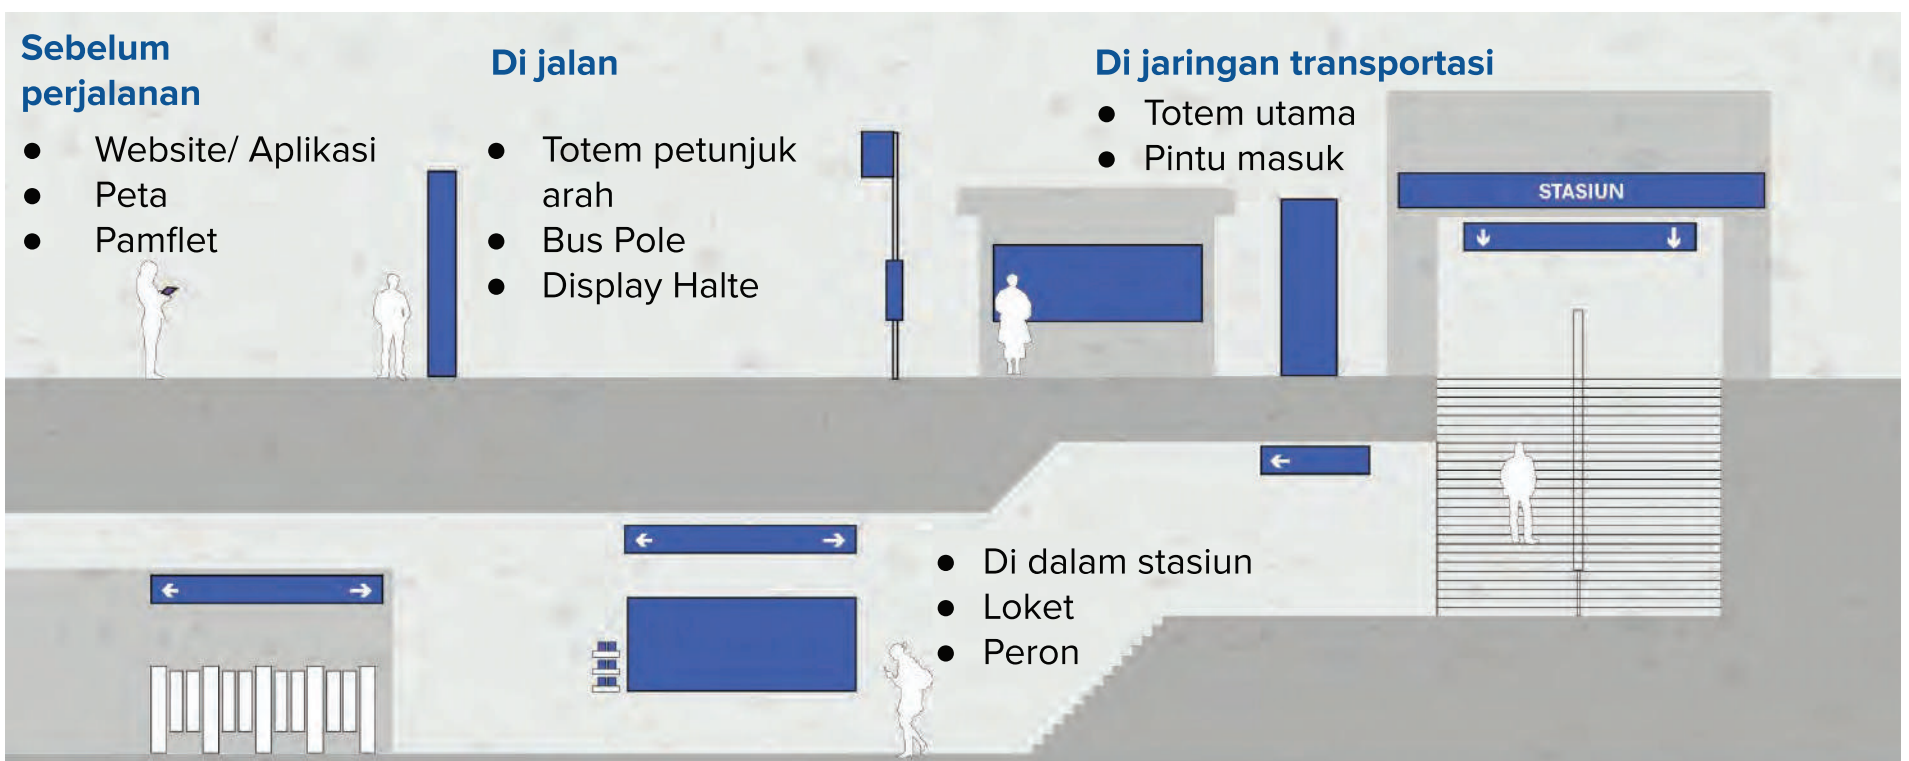 Sebelum
perjalanan
● Website/ Aplikasi
● Peta
● Pamflet
Di jalan
● Totem petunjuk
arah
● Bus Pole
● Display Halte
Di jaringan transportasi
● Totem utama
● Pintu masuk
STASIUN
● Di dalam stasiun
● Loket
● Peron